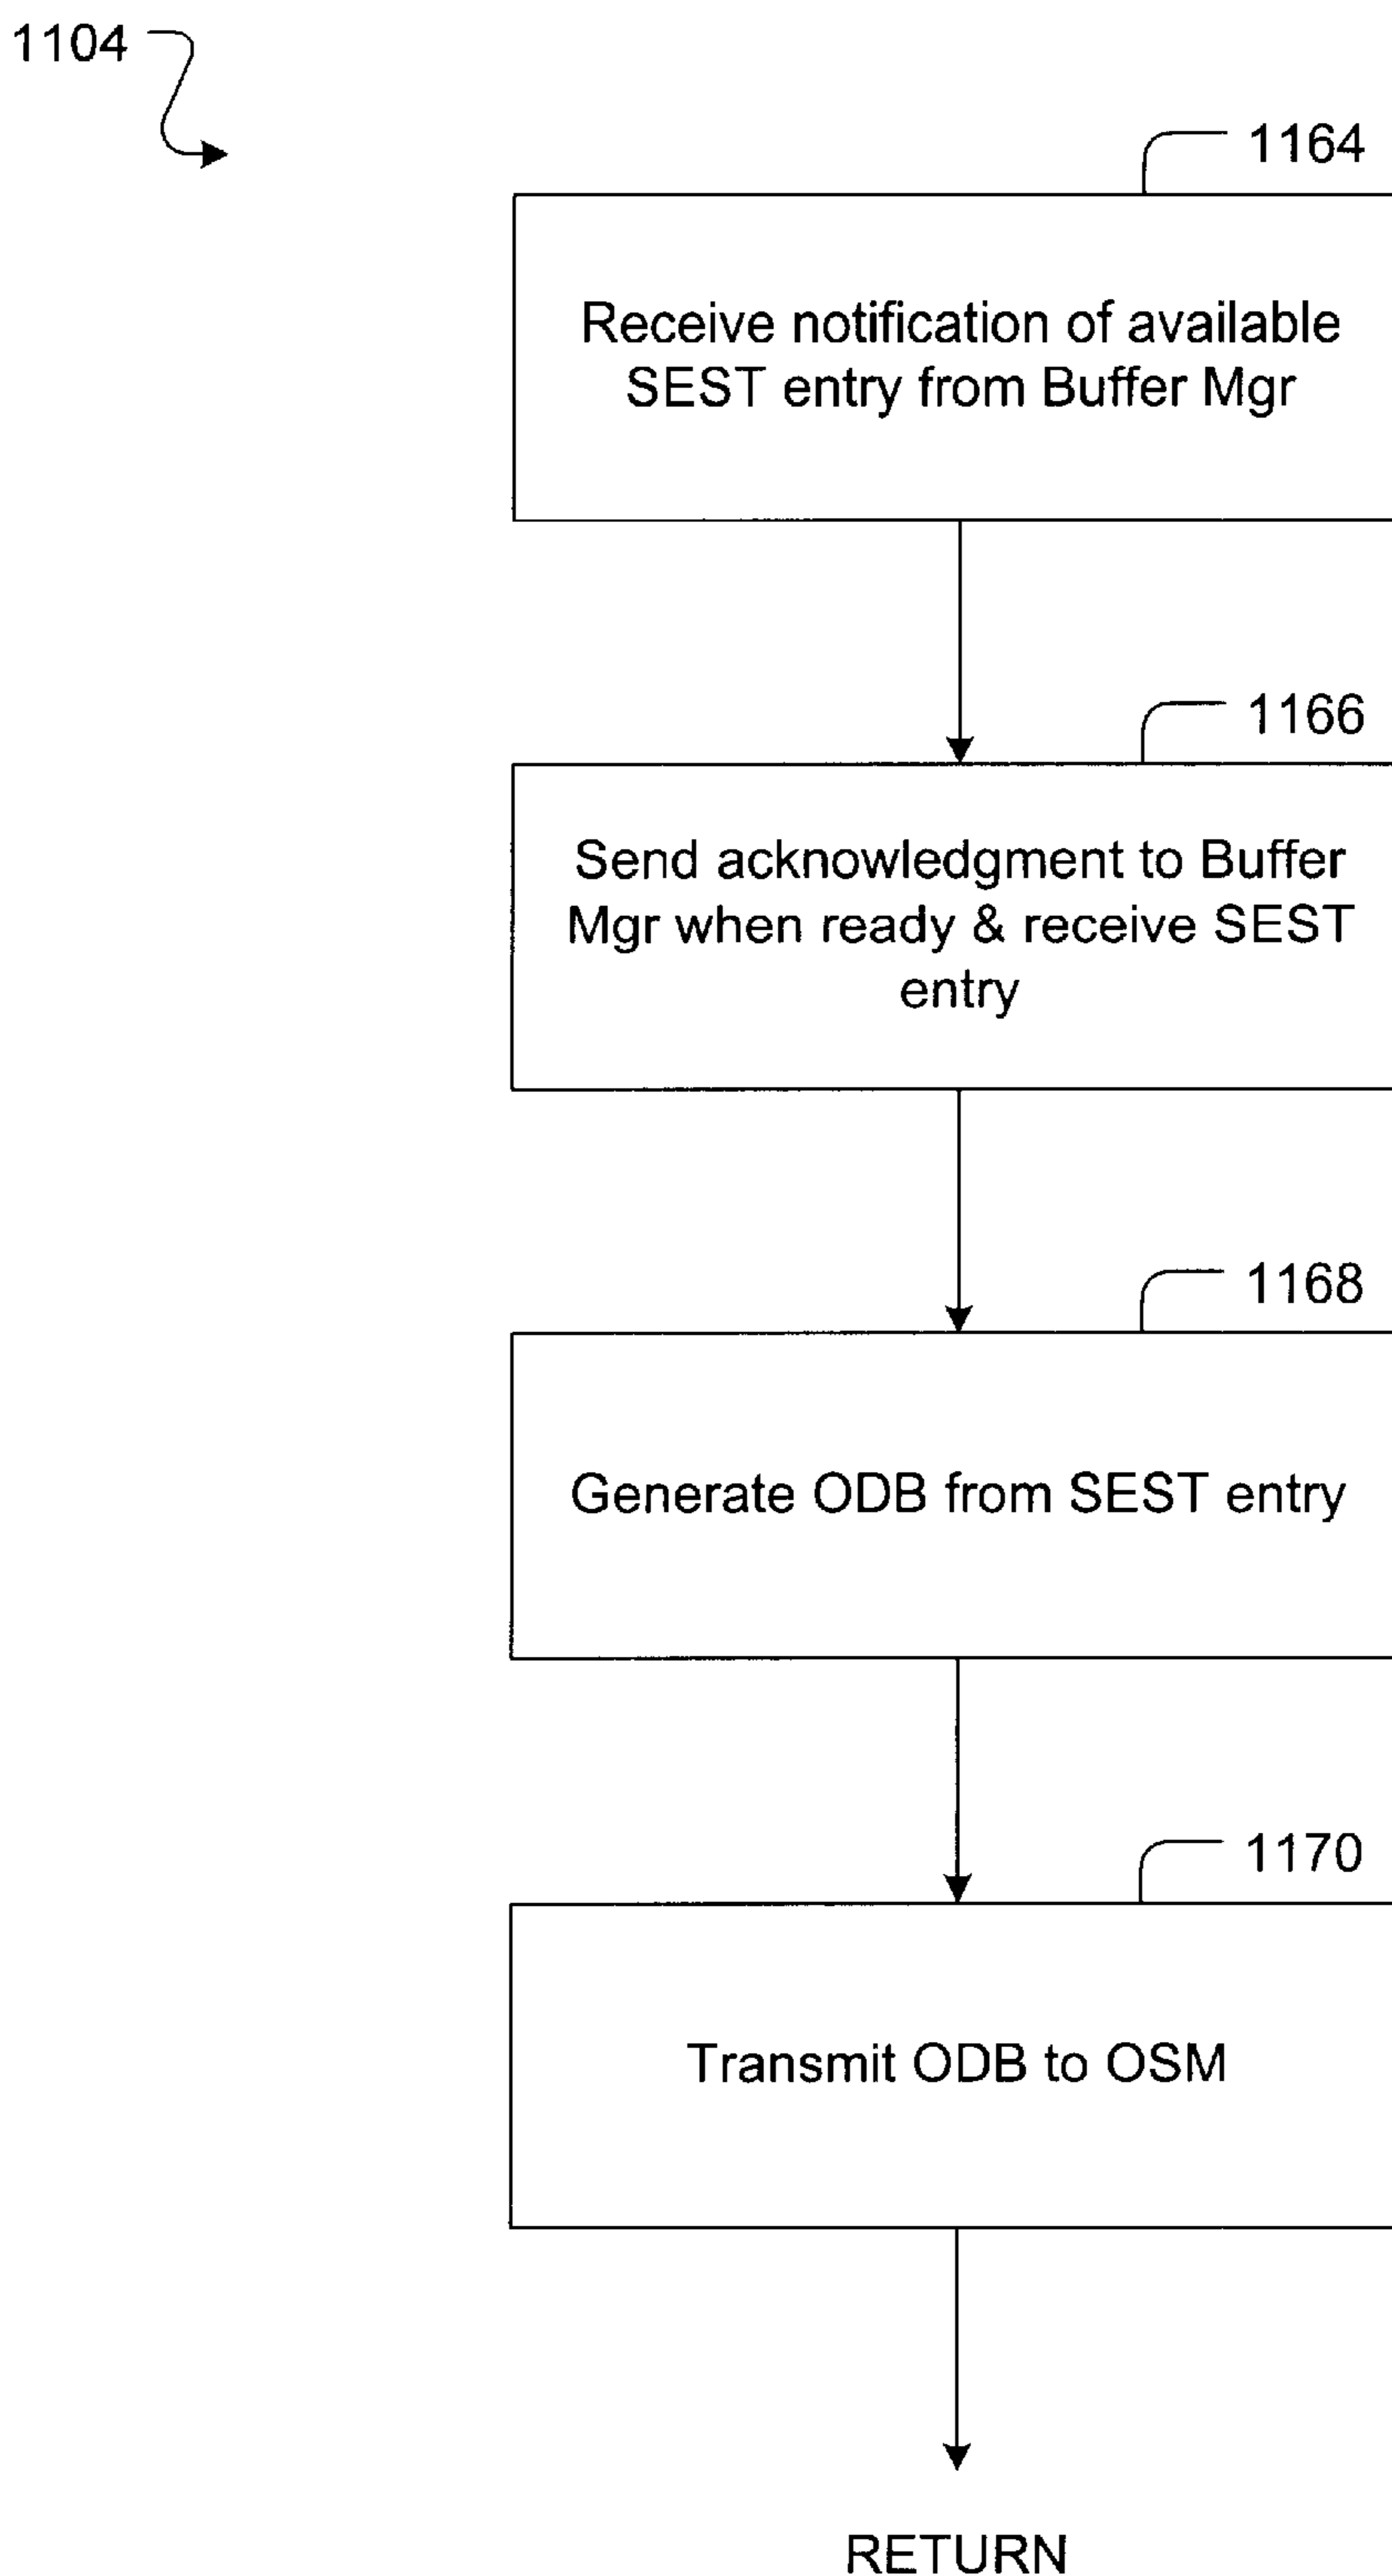 1104
1164
Receive notification of available
SEST entry from Buffer Mgr
1166
Send acknowledgment to Buffer
Mgr when ready & receive SEST
entry
1168
Generate ODB from SEST entry
1170
Transmit ODB to OSM
RETURN